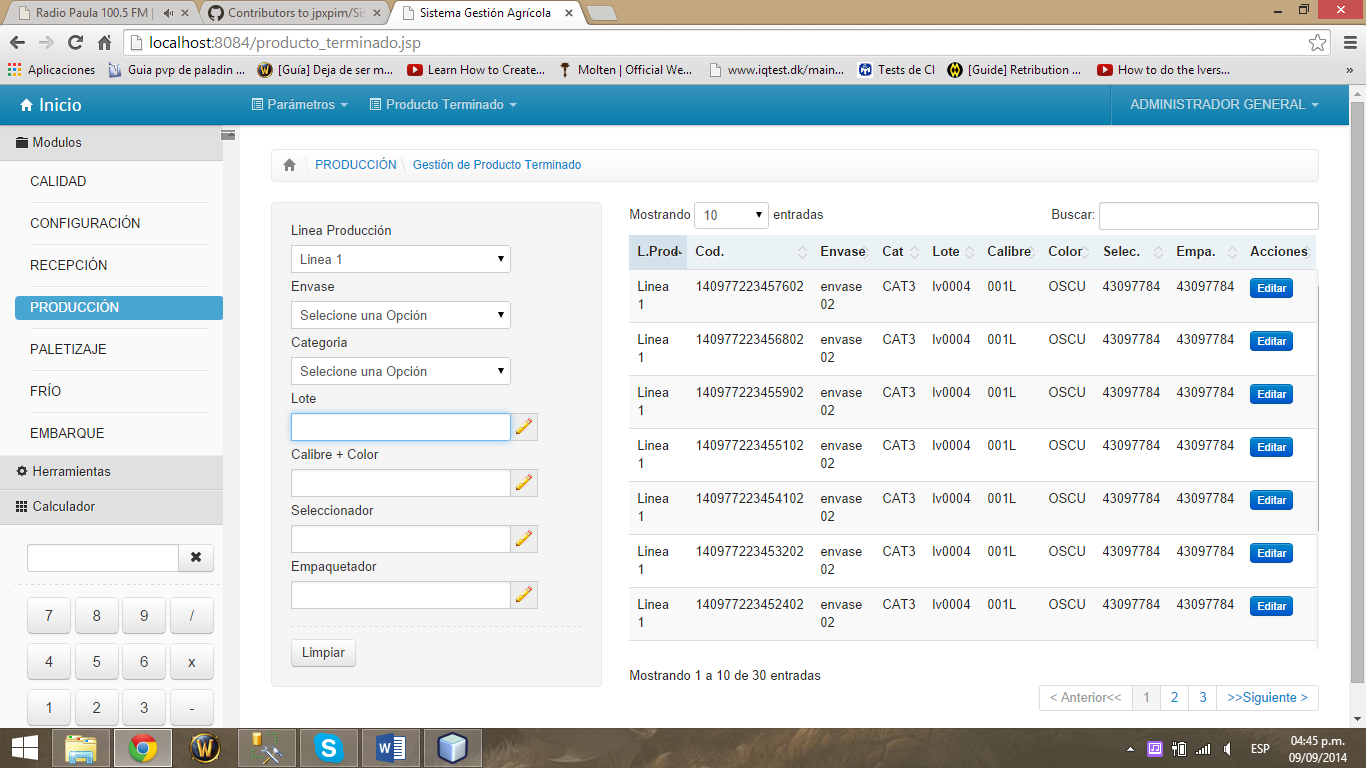 Radio Paula 100.5 FM |
Contributors to jpxpim/Sis
Sistema Gestión Agrícola
localhost:8084/producto_terminado.jsp
Aplicaciones
Guia pvp de paladin ...
[Guía] Deja de ser m...
Learn How to Create...
Molten | Official We...
www.iqtest.dk/main...
Tests de CI
[Guide] Retribution ...
How to do the Ivers...
»
Inicio
Parámetros
Producto Terminado
ADMINISTRADOR GENERAL
Modulos
CALIDAD
CONFIGURACIÓN
RECEPCIÓN
PRODUCCIÓN
PALETIZAJE
FRÍO
EMBARQUE
Herramientas
Calculador
7 8 9 /
4 5 6 x
1 2 3 -
PRODUCCIÓN \ Gestión de Producto Terminado
Linea Producción
Linea 1
Envase
Selecione una Opción
Categoria
Selecione una Opción
Lote
Calibre + Color
Seleccionador
Empaquetador
Limpiar
Mostrando 10 entradas
Buscar:
L.Prod Cod. Envase Cat Lote Calibre Color Selec. Empa. Acciones
Linea 1 140977223457602 envase 02 CAT3 lv0004 001L OSCU 43097784 43097784 Editar
Linea 1 140977223456802 envase 02 CAT3 lv0004 001L OSCU 43097784 43097784 Editar
Linea 1 140977223455902 envase 02 CAT3 lv0004 001L OSCU 43097784 43097784 Editar
Linea 1 140977223455102 envase 02 CAT3 lv0004 001L OSCU 43097784 43097784 Editar
Linea 1 140977223454102 envase 02 CAT3 lv0004 001L OSCU 43097784 43097784 Editar
Linea 1 140977223453202 envase 02 CAT3 lv0004 001L OSCU 43097784 43097784 Editar
Linea 1 140977223452402 envase 02 CAT3 lv0004 001L OSCU 43097784 43097784 Editar
Mostrando 1 a 10 de 30 entradas
< Anterior<< 1 2 3 >>Siguiente >
ESP
04:45 p.m.
09/09/2014